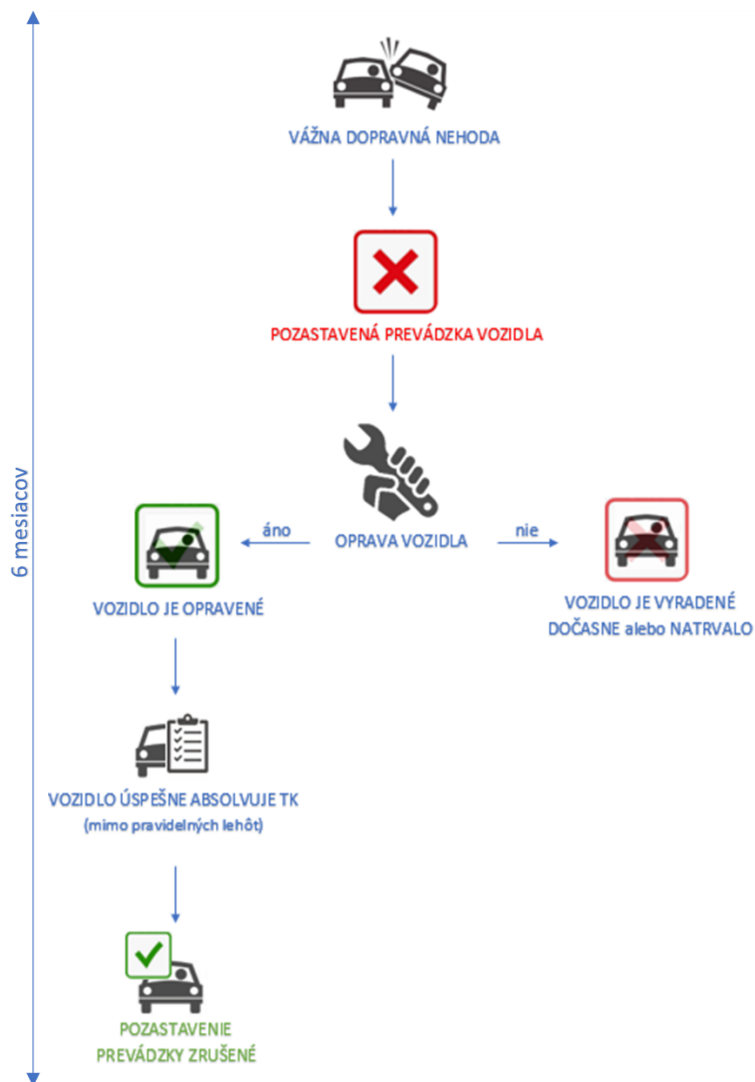 VÁŽNA DOPRAVNÁ NEHODA
POZASTAVENÁ PREVÁDZKA VOZIDLA
6 mesiacov
áno
OPRAVA VOZIDLA
nie
VOZIDLO JE OPRAVENÉ
VOZIDLO JE VYRADENÉ
DOČASNE alebo NATRVALO
VOZIDLO ÚSPEŠNE ABSOLVUJE TK
(mimo pravidelných lehôt)
POZASTAVENIE
PREVÁDZKY ZRUŠENÉ